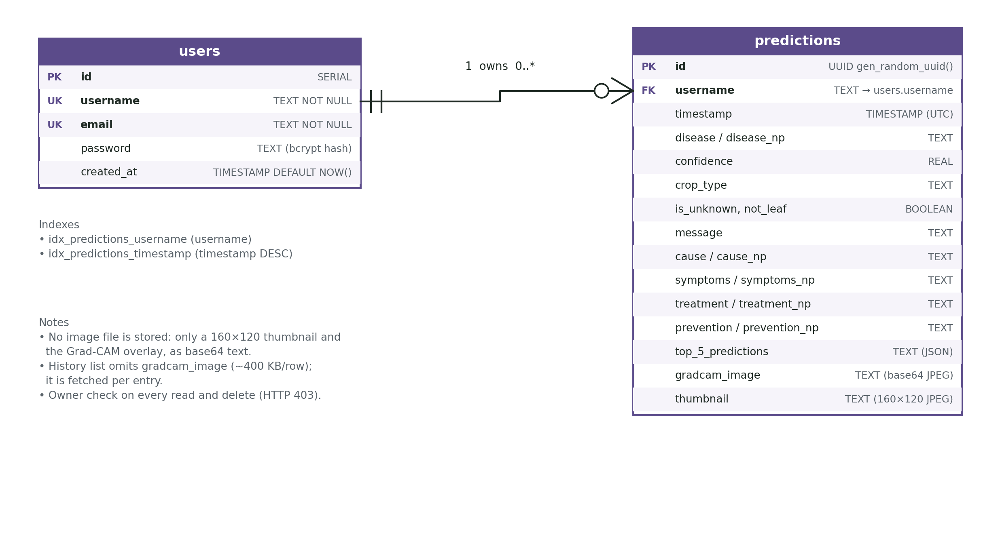 users
PK id SERIAL
UK username TEXT NOT NULL
UK email TEXT NOT NULL
password TEXT (bcrypt hash)
created_at TIMESTAMP DEFAULT NOW()
1 owns 0..*
predictions
PK id UUID gen_random_uuid()
FK username TEXT → users.username
timestamp TIMESTAMP (UTC)
disease / disease_np TEXT
confidence REAL
crop_type TEXT
is_unknown, not_leaf BOOLEAN
message TEXT
cause / cause_np TEXT
symptoms / symptoms_np TEXT
treatment / treatment_np TEXT
prevention / prevention_np TEXT
top_5_predictions TEXT (JSON)
gradcam_image TEXT (base64 JPEG)
thumbnail TEXT (160×120 JPEG)
Indexes
• idx_predictions_username (username)
• idx_predictions_timestamp (timestamp DESC)
Notes
• No image file is stored: only a 160×120 thumbnail and
the Grad-CAM overlay, as base64 text.
• History list omits gradcam_image (~400 KB/row);
it is fetched per entry.
• Owner check on every read and delete (HTTP 403).